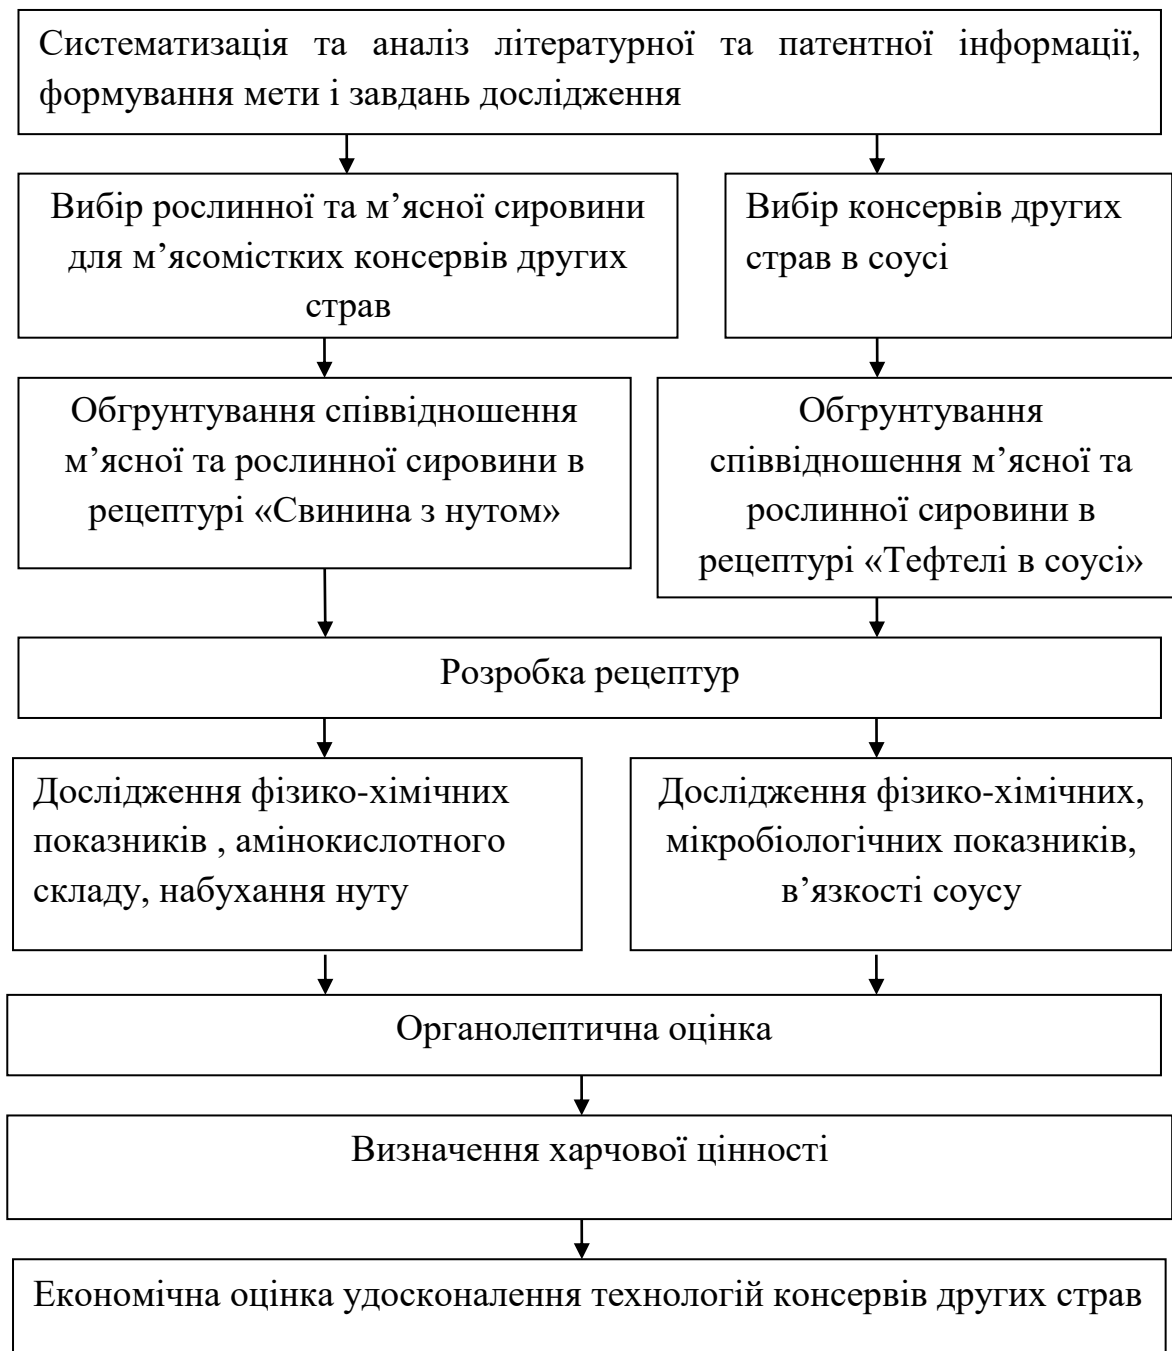 Систематизація та аналіз літературної та патентної інформації,
формування мети і завдань дослідження
Вибір рослинної та м’ясної сировини
для м’ясомістких консервів других
страв
Вибір консервів других
страв в соусі
Обгрунтування співвідношення
м’ясної та рослинної сировини в
рецептурі «Свинина з нутом»
Обгрунтування
співвідношення м’ясної та
рослинної сировини в
рецептурі «Тефтелі в соусі»
Розробка рецептур
Дослідження фізико-хімічних
показників , амінокислотного
складу, набухання нуту
Дослідження фізико-хімічних,
мікробіологічних показників,
в’язкості соусу
Органолептична оцінка
Визначення харчової цінності
Економічна оцінка удосконалення технологій консервів других страв